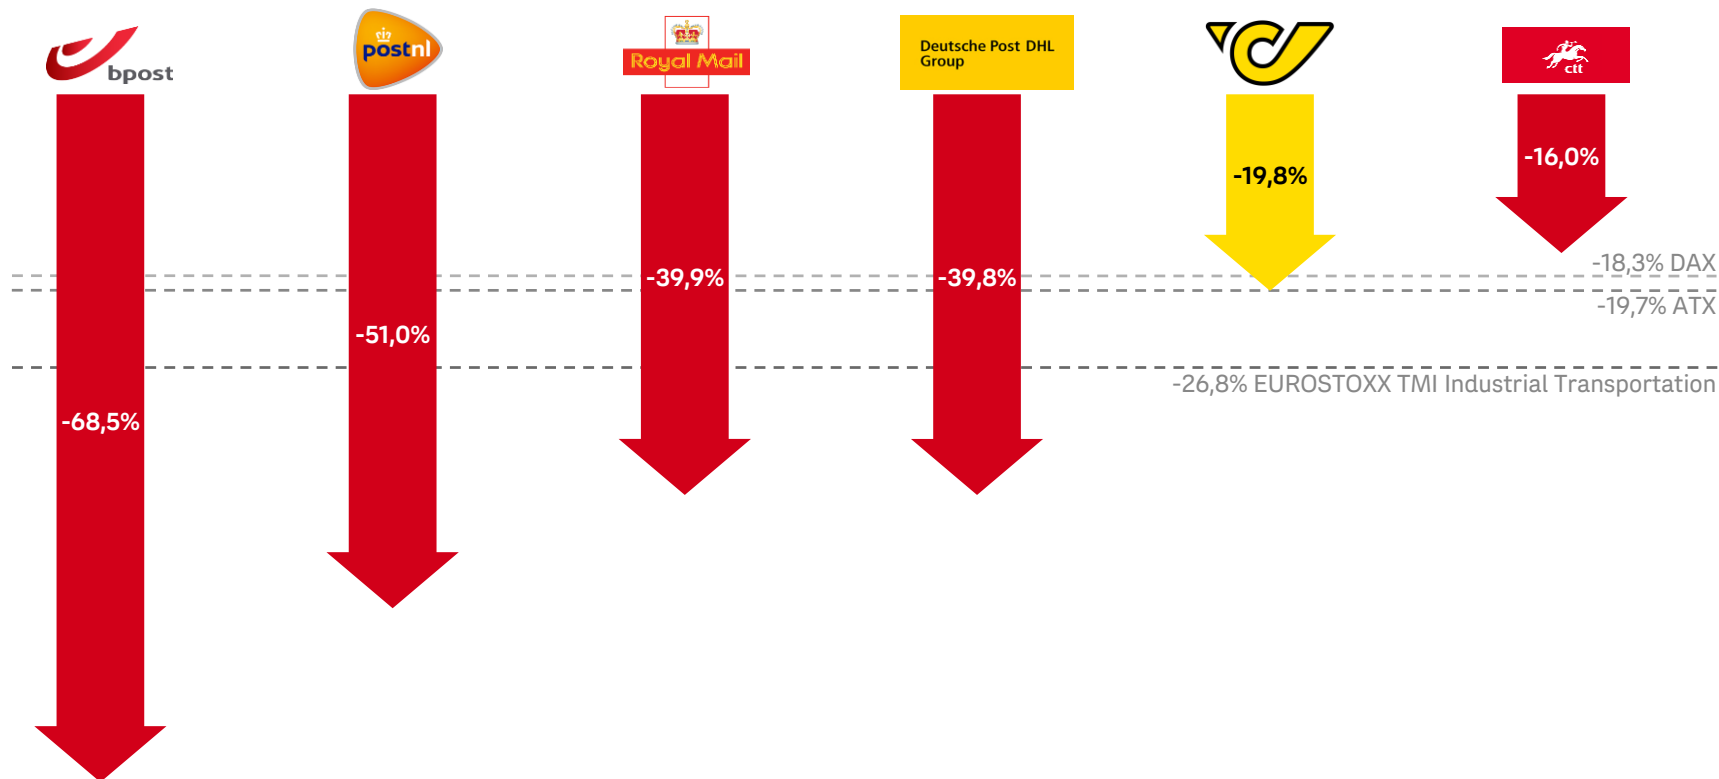 bpost
postnl
Royal Mail
Deutsche Post DHL
Group
ctt
-16,0%
-19,8%
-18,3% DAX
-39,9%
-39,8%
-19,7% ATX
-51,0%
-26,8% EUROSTOXX TMI Industrial Transportation
-68,5%